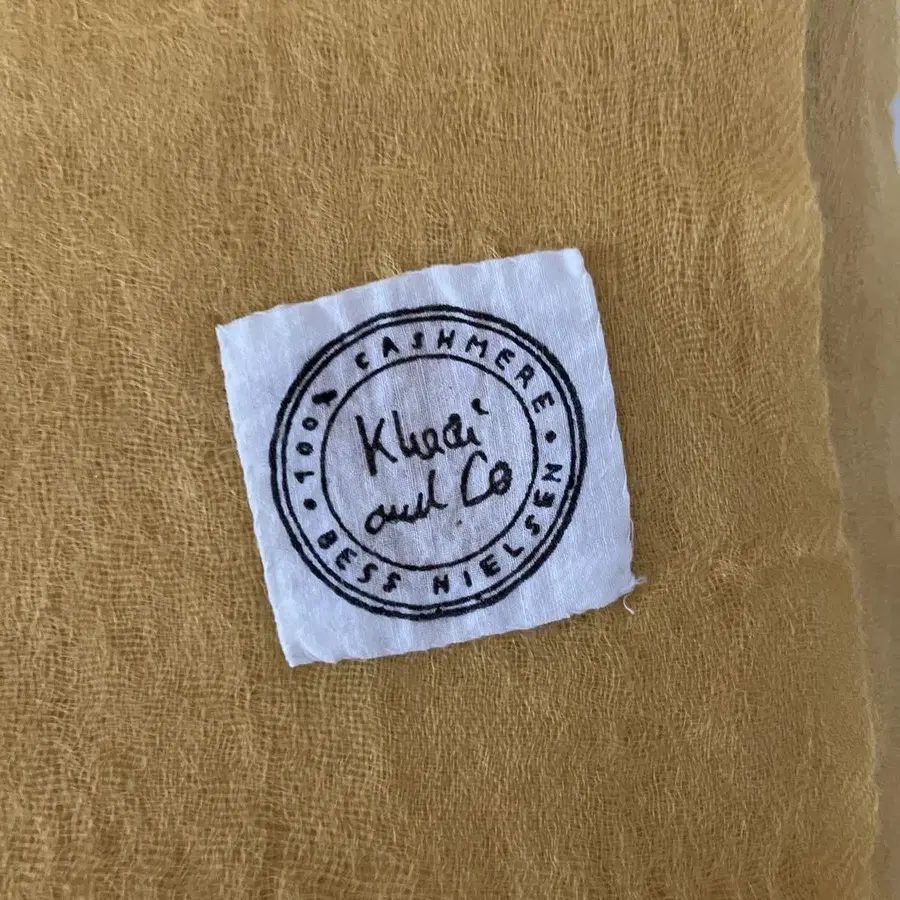 100% CASHMERE
Khadi
and Co
BESS NIELSEN